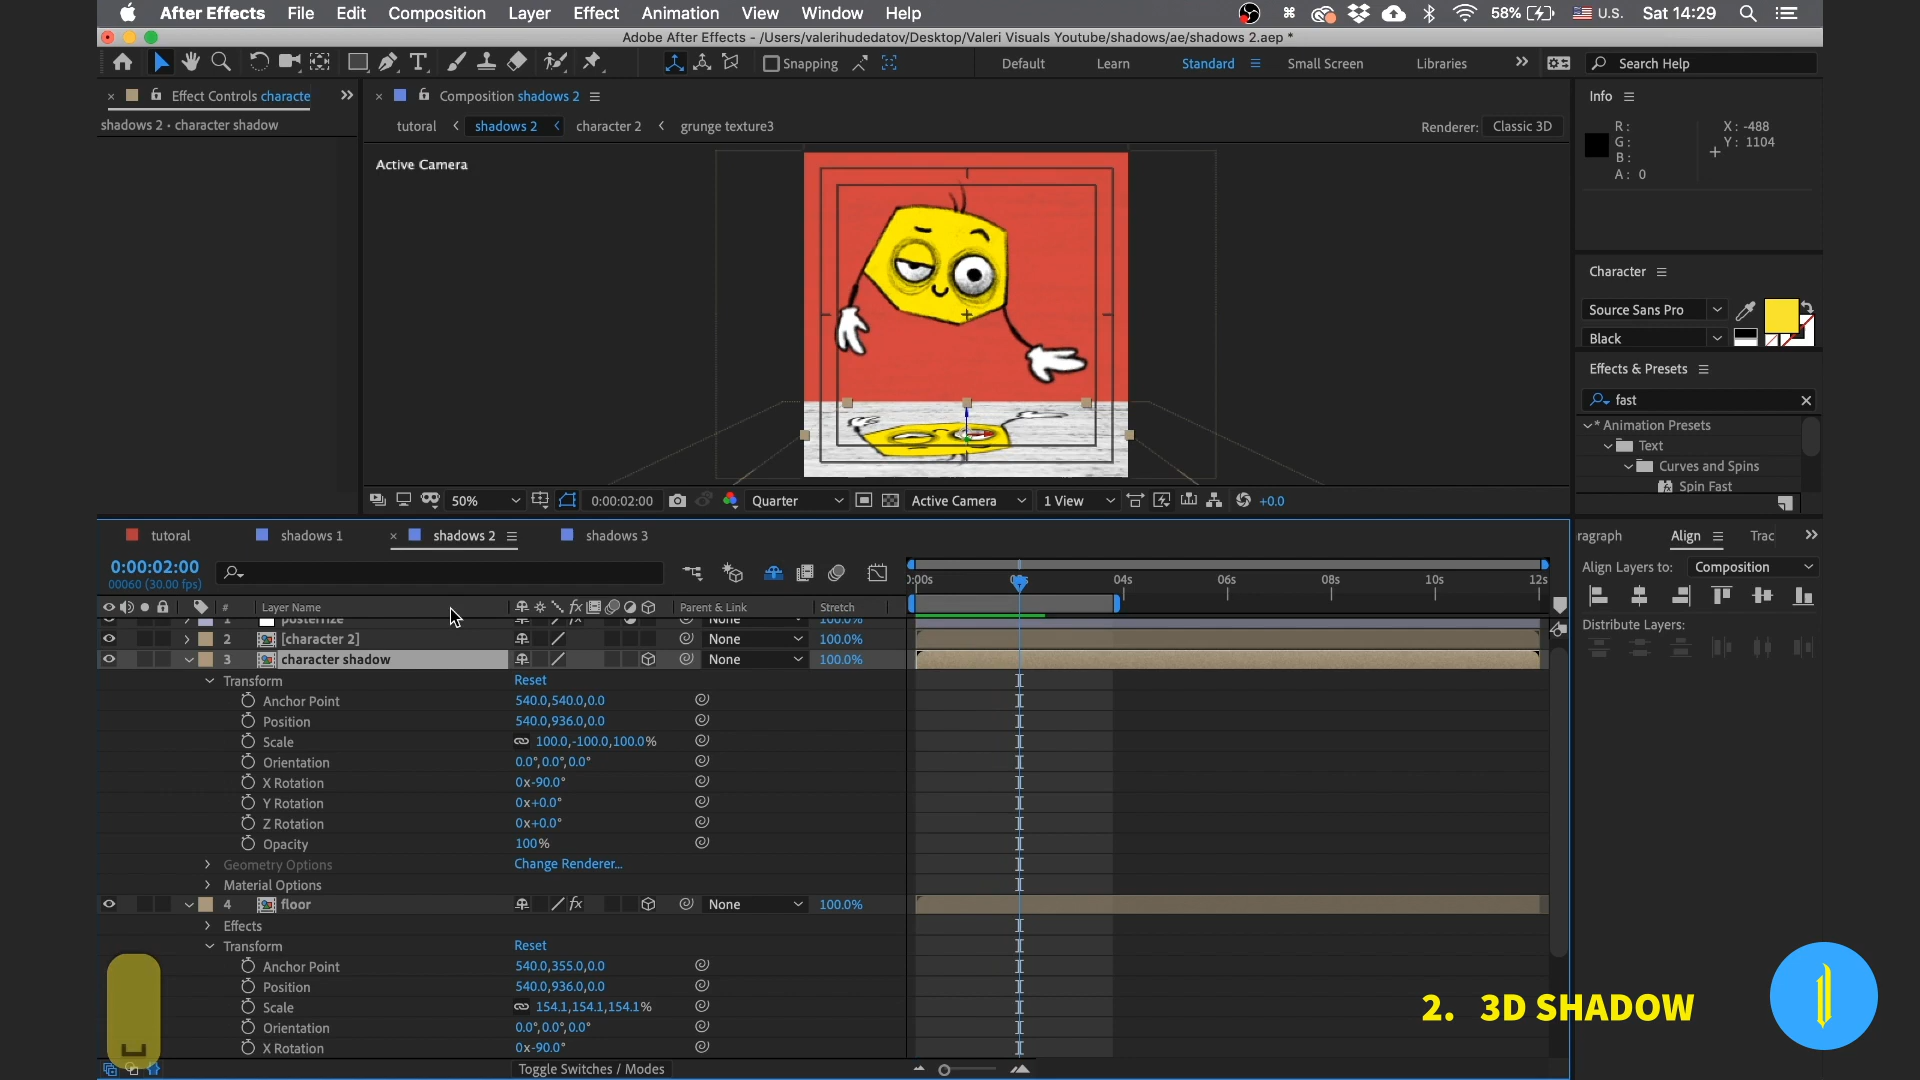 After Effects File Edit Composition Layer Effect Animation View Window Help 58% U.S. Sat 14:29
Adobe After Effects - /Users/valerihudedatov/Desktop/Valeri Visuals Youtube/shadows/ae/shadows 2.aep *
Snapping Default Learn Standard Small Screen Libraries Search Help
Effect Controls characte
shadows 2 • character shadow
Composition shadows 2
tutorial shadows 2 character 2 grunge texture3
Renderer: Classic 3D
Active Camera
50% 0:00:02:00 Quarter Active Camera 1 View +0.0
Info
R: X: -488
G: Y: 1104
B:
A: 0
Character
Source Sans Pro
Black
Effects & Presets
fast
* Animation Presets
Text
Curves and Spins
Spin Fast
tutorial shadows 1 shadows 2 shadows 3
0:00:02:00
00060 (30.00 fps)
# Layer Name fx Parent & Link Stretch
0:00s 04s 06s 08s 10s 12s
1 posterize None 100.0%
2 [character 2] None 100.0%
3 character shadow None 100.0%
Transform Reset
Anchor Point 540.0,540.0,0.0
Position 540.0,936.0,0.0
Scale 100.0,-100.0,100.0%
Orientation 0.0°,0.0°,0.0°
X Rotation 0x-90.0°
Y Rotation 0x+0.0°
Z Rotation 0x+0.0°
Opacity 100%
Geometry Options Change Renderer...
Material Options
4 floor fx None 100.0%
Effects
Transform Reset
Anchor Point 540.0,355.0,0.0
Position 540.0,936.0,0.0
Scale 154.1,154.1,154.1%
Orientation 0.0°,0.0°,0.0°
X Rotation 0x-90.0°
Toggle Switches / Modes
ragraph Align Trac
Align Layers to: Composition
Distribute Layers:
2. 3D SHADOW